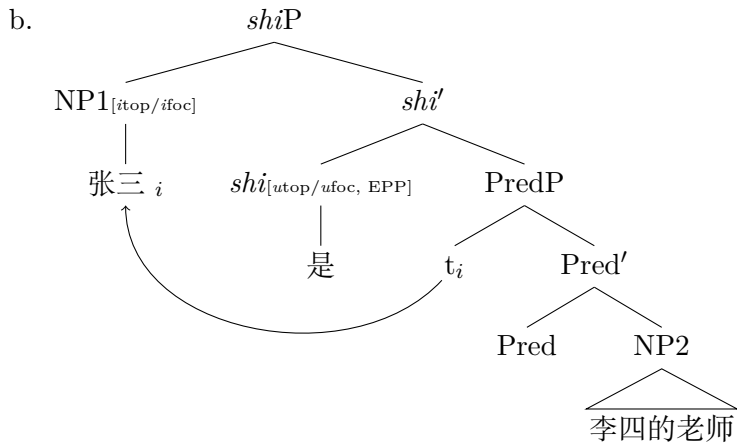 b. shiP
NP1[itop/ifoc] shi′
张三 i shi[utop/ufoc, EPP] PredP
是 ti Pred′
Pred NP2
李四的老师